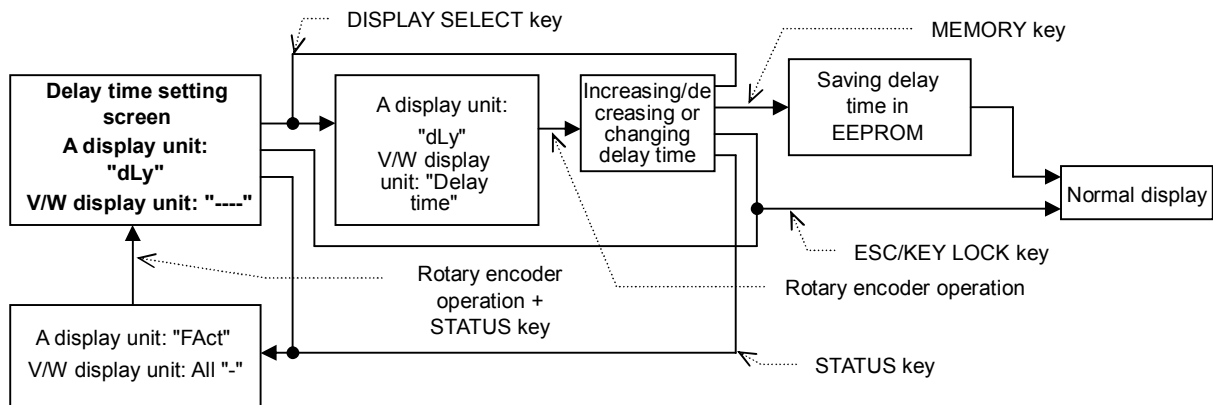 DISPLAY SELECT key
MEMORY key
Delay time setting
screen
A display unit:
"dLy"
V/W display unit: "----"
A display unit:
"dLy"
V/W display
unit: "Delay
time"
Increasing/de
creasing or
changing
delay time
Saving delay
time in
EEPROM
Normal display
ESC/KEY LOCK key
Rotary encoder
operation +
STATUS key
Rotary encoder operation
A display unit: "FAct"
V/W display unit: All "-"
STATUS key